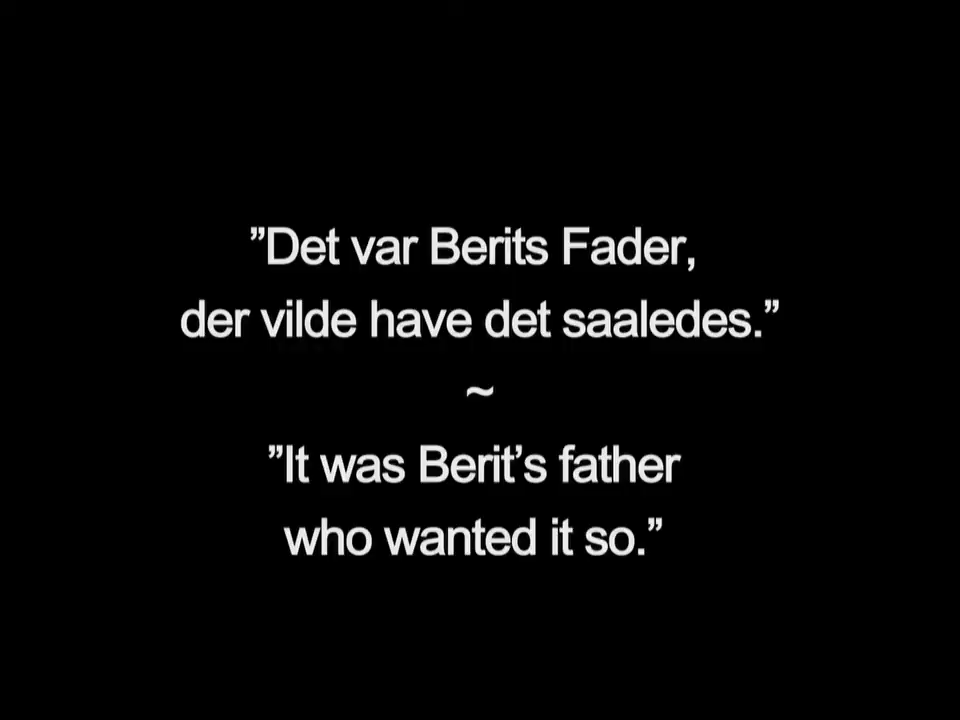 ”Det var Berits Fader,
der vilde have det saaledes.”
~
”It was Berit’s father
who wanted it so.”